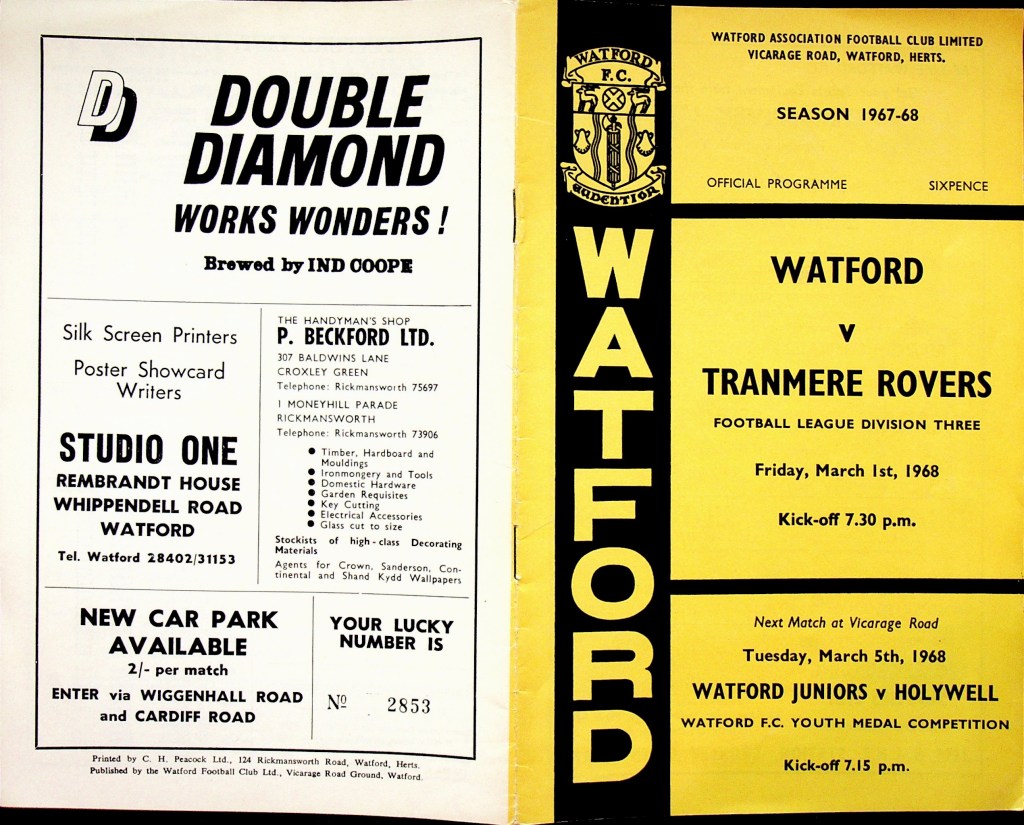 DD
DOUBLE
DIAMOND
WORKS WONDERS!
Brewed by IND COOPE
Silk Screen Printers
Poster Showcard
Writers
STUDIO ONE
REMBRANDT HOUSE
WHIPPENDELL ROAD
WATFORD
Tel. Watford 28402/31153
THE HANDYMAN'S SHOP
P. BECKFORD LTD.
307 BALDWINS LANE
CROXLEY GREEN
Telephone: Rickmansworth 75697
1 MONEYHILL PARADE
RICKMANSWORTH
Telephone: Rickmansworth 73906
● Timber, Hardboard and
Mouldings
● Ironmongery and Tools
● Domestic Hardware
● Garden Requisites
● Key Cutting
● Electrical Accessories
● Glass cut to size
Stockists of high-class Decorating
Materials
Agents for Crown, Sanderson, Con-
tinental and Shand Kydd Wallpapers
NEW CAR PARK
AVAILABLE
2/- per match
ENTER via WIGGENHALL ROAD
and CARDIFF ROAD
YOUR LUCKY
NUMBER IS
Nº 2853
Printed by C. H. Peacock Ltd., 124 Rickmansworth Road, Watford, Herts.
Published by the Watford Football Club Ltd., Vicarage Road Ground, Watford.
WATFORD
F.C.
AUDENTIOR
WATFORD
WATFORD ASSOCIATION FOOTBALL CLUB LIMITED
VICARAGE ROAD, WATFORD, HERTS.
SEASON 1967-68
OFFICIAL PROGRAMME SIXPENCE
WATFORD
v
TRANMERE ROVERS
FOOTBALL LEAGUE DIVISION THREE
Friday, March 1st, 1968
Kick-off 7.30 p.m.
Next Match at Vicarage Road
Tuesday, March 5th, 1968
WATFORD JUNIORS v HOLYWELL
WATFORD F.C. YOUTH MEDAL COMPETITION
Kick-off 7.15 p.m.